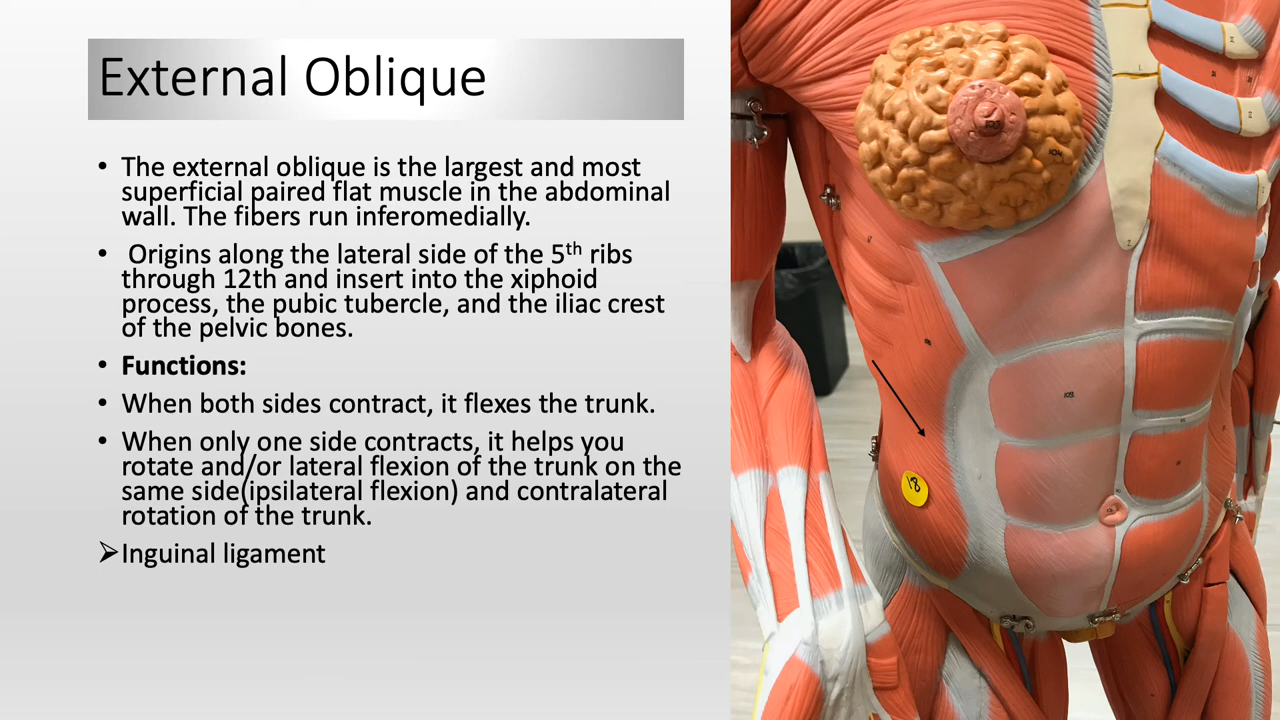 External Oblique
• The external oblique is the largest and most
superficial paired flat muscle in the abdominal
wall. The fibers run inferomedially.
• Origins along the lateral side of the 5th ribs
through 12th and insert into the xiphoid
process, the pubic tubercle, and the iliac crest
of the pelvic bones.
• Functions:
• When both sides contract, it flexes the trunk.
• When only one side contracts, it helps you
rotate and/or lateral flexion of the trunk on the
same side(ipsilateral flexion) and contralateral
rotation of the trunk.
➢Inguinal ligament
103
104
18